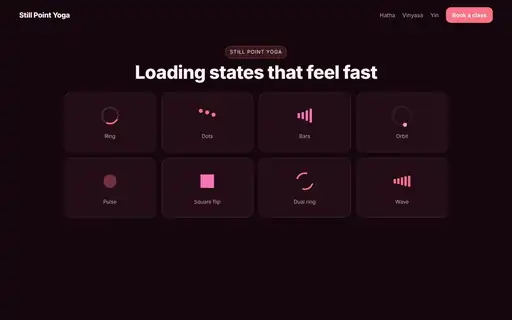 Still Point Yoga
Hatha Vinyasa Yin Book a class
STILL POINT YOGA
Loading states that feel fast
Ring Dots Bars Orbit
Pulse Square flip Dual ring Wave